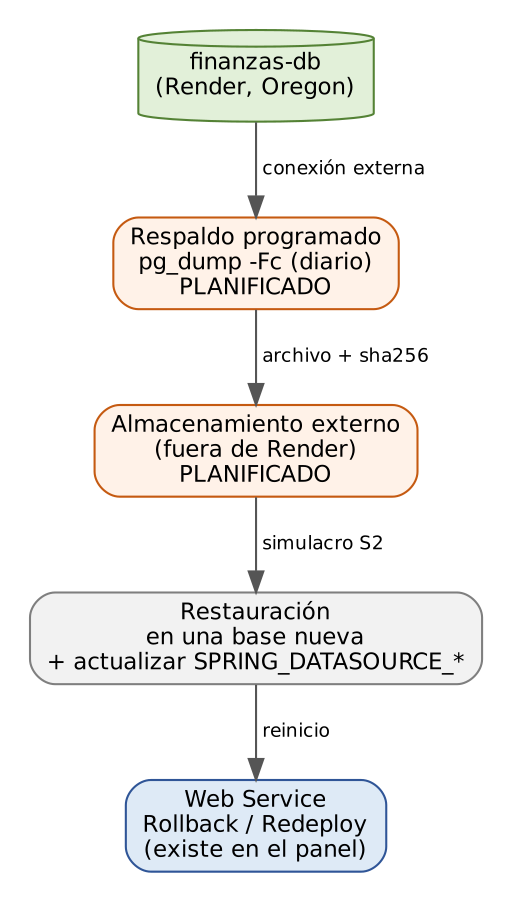 finanzas-db
(Render, Oregon)
conexión externa
Respaldo programado
pg_dump -Fc (diario)
PLANIFICADO
archivo + sha256
Almacenamiento externo
(fuera de Render)
PLANIFICADO
simulacro S2
Restauración
en una base nueva
+ actualizar SPRING_DATASOURCE_*
reinicio
Web Service
Rollback / Redeploy
(existe en el panel)